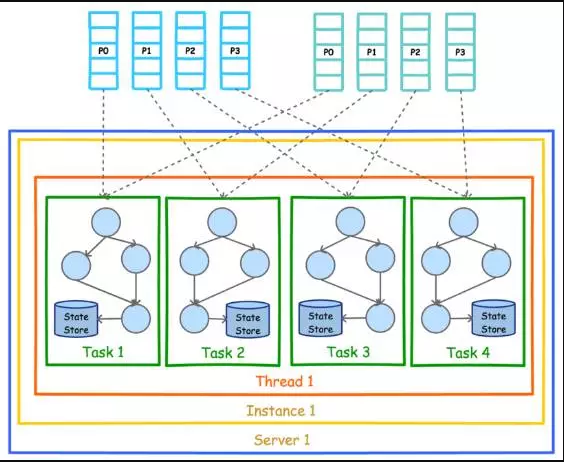 P0 P1 P2 P3 P0 P1 P2 P3
State
Store
Task 1
State
Store
Task 2
State
Store
Task 3
State
Store
Task 4
Thread 1
Instance 1
Server 1